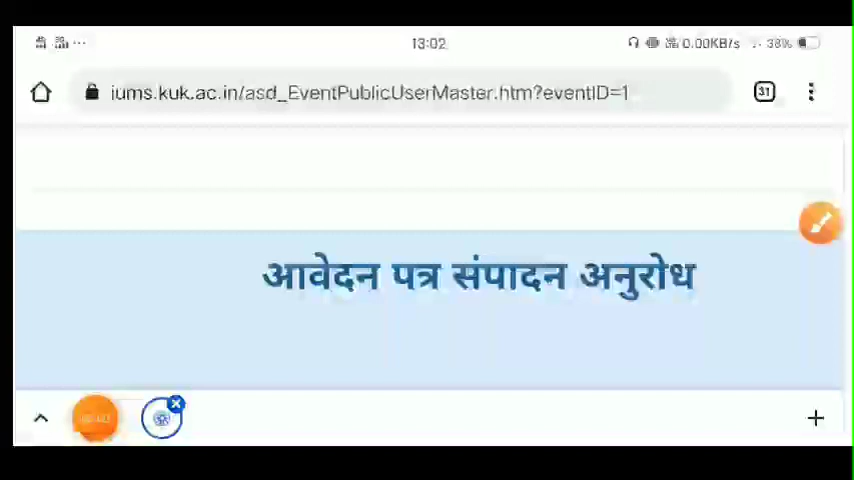 13:02
0.00KB/s
38%
iums.kuk.ac.in/asd_EventPublicUserMaster.htm?eventID=1
31
आवेदन पत्र संपादन अनुरोध